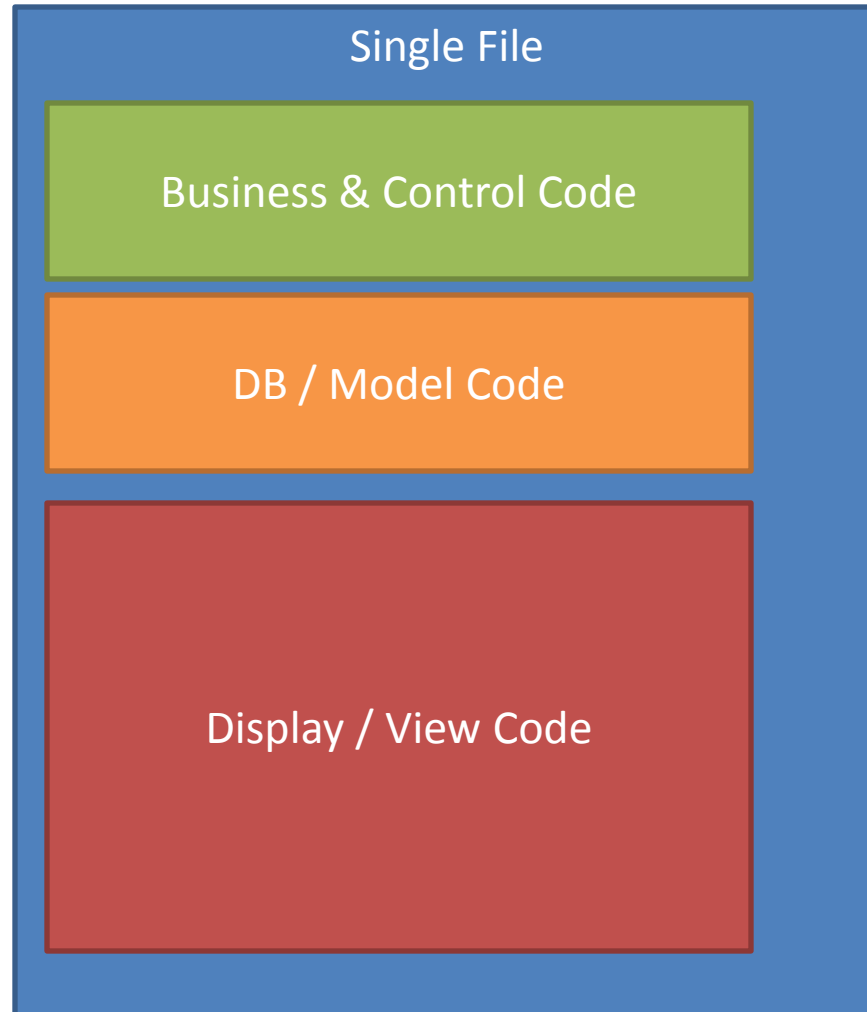 Single File
Business & Control Code
DB / Model Code
Display / View Code